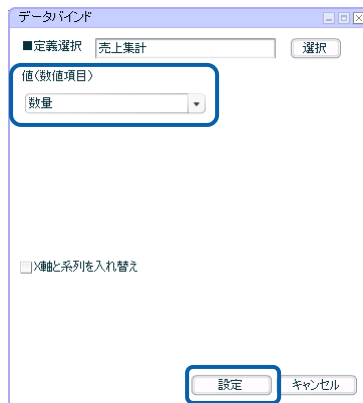 データバインド
■定義選択 売上集計 選択
値(数値項目)
数量
X軸と系列を入れ替え
設定 キャンセル